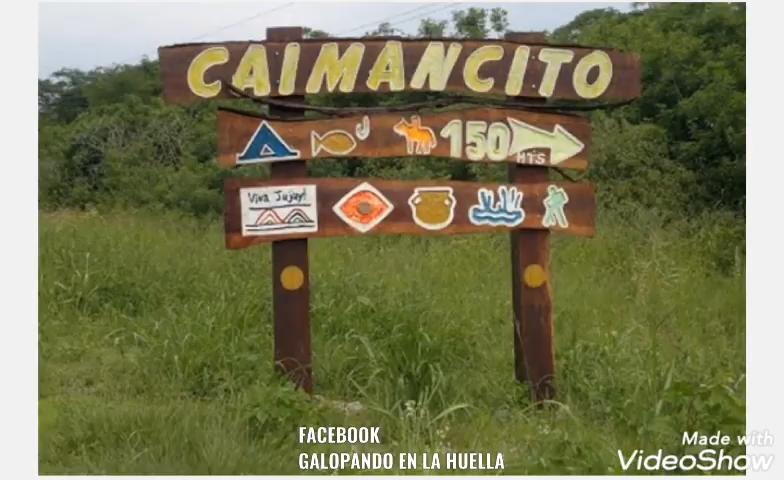 CAIMANCITO
150 MTS
Viva Jujuy!
FACEBOOK
GALOPANDO EN LA HUELLA
Made with
VideoShow